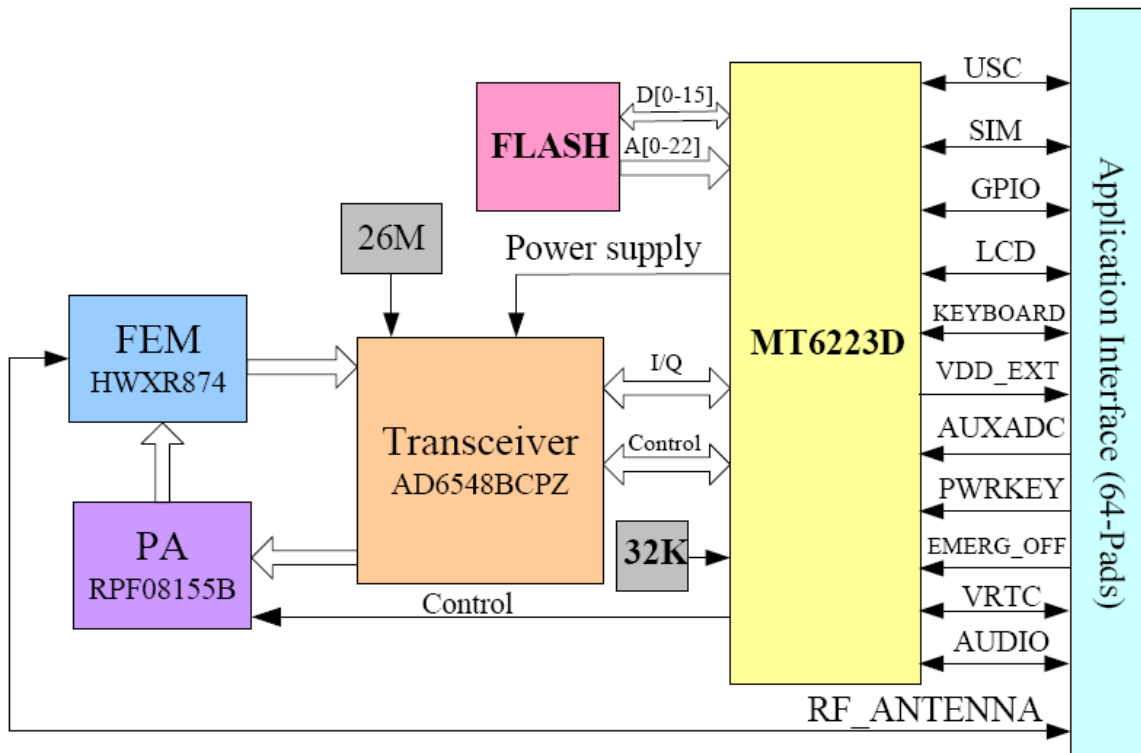 USC
D[0-15]
FLASH
A[0-22]
SIM
GPIO
26M
Power supply
LCD
FEM
HWXR874
KEYBOARD
MT6223D
I/Q
VDD_EXT
Transceiver
AD6548BCPZ
Control
AUXADC
PWRKEY
PA
RPF08155B
32K
EMERG_OFF
Control
VRTC
AUDIO
RF_ANTENNA
Application Interface (64-Pads)